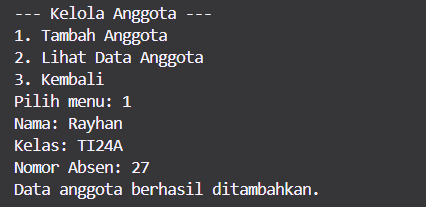 --- Kelola Anggota ---
1. Tambah Anggota
2. Lihat Data Anggota
3. Kembali
Pilih menu: 1
Nama: Rayhan
Kelas: TI24A
Nomor Absen: 27
Data anggota berhasil ditambahkan.